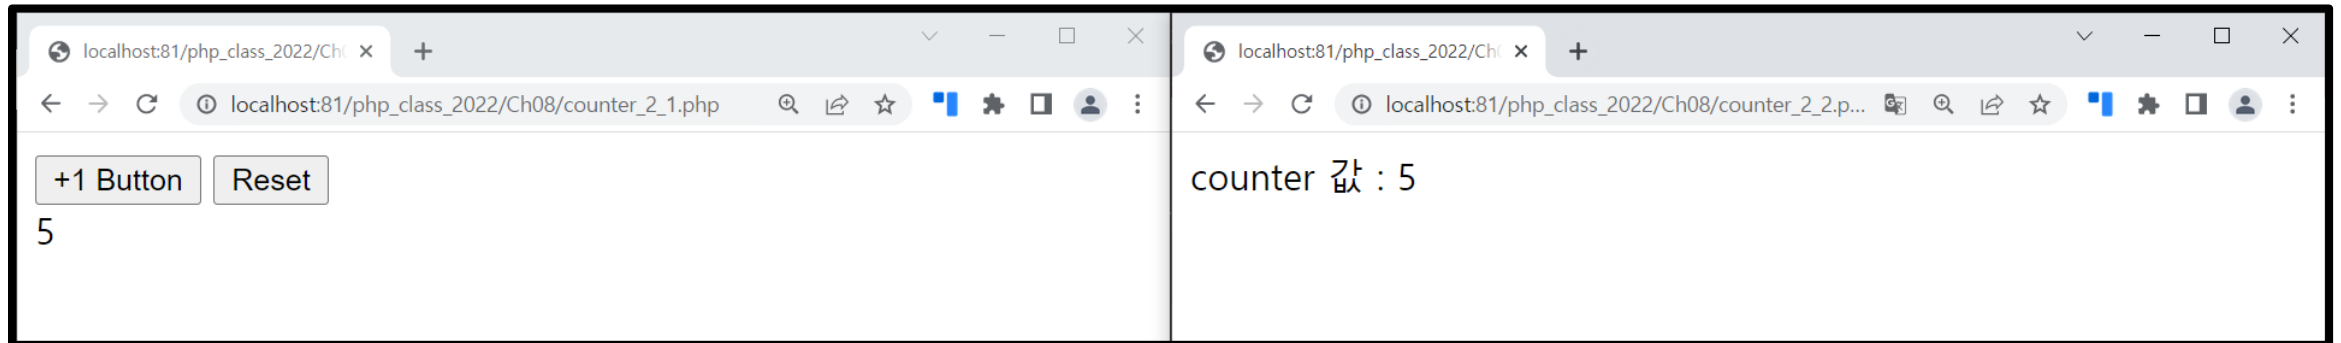 localhost:81/php_class_2022/Ch
localhost:81/php_class_2022/Ch08/counter_2_1.php
+1 Button Reset
5
localhost:81/php_class_2022/Ch
localhost:81/php_class_2022/Ch08/counter_2_2.p...
counter 값 : 5